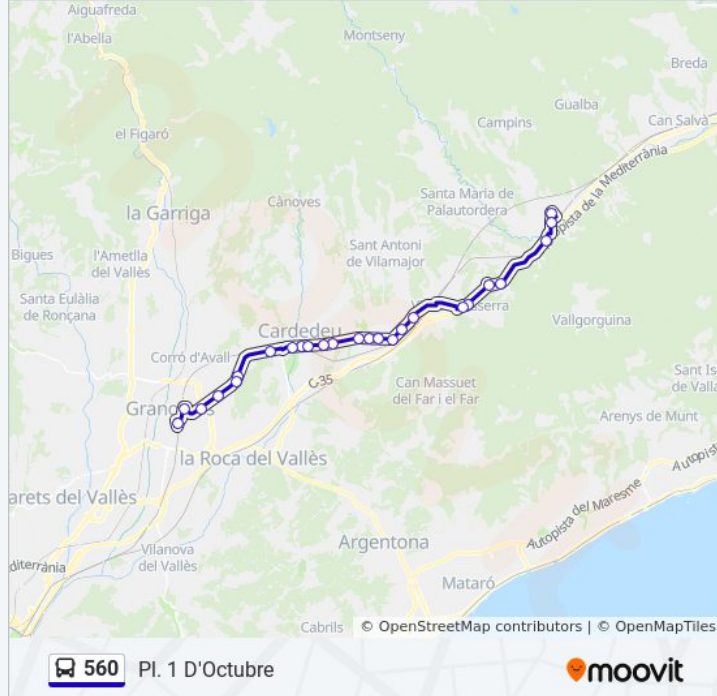 Aiguafreda
l'Abella
Montseny
Breda
Gualba
Can Salvà
Campins
el Figaró
Autopista de la Mediterrània
Santa Maria de
Palautordera
Cànoves
la Garriga
Sant Antoni
de Vilamajor
Bigues
l'Ametlla
del Vallès
Santa Eulàlia
de Ronçana
Vallgorguina
Cardedeu
Corró d'Avall
C-35
Can Massuet
del Far i el Far
Sant Is
de Valla
Arenys de Munt
la Roca del Vallès
Autopis
arets del Vallès
Autopista del Maresme
Argentona
Vilanova
del Vallès
diterrània
Mataró
Cabrils
© OpenStreetMap contributors | © OpenMapTiles
560 Pl. 1 D'Octubre
moovit